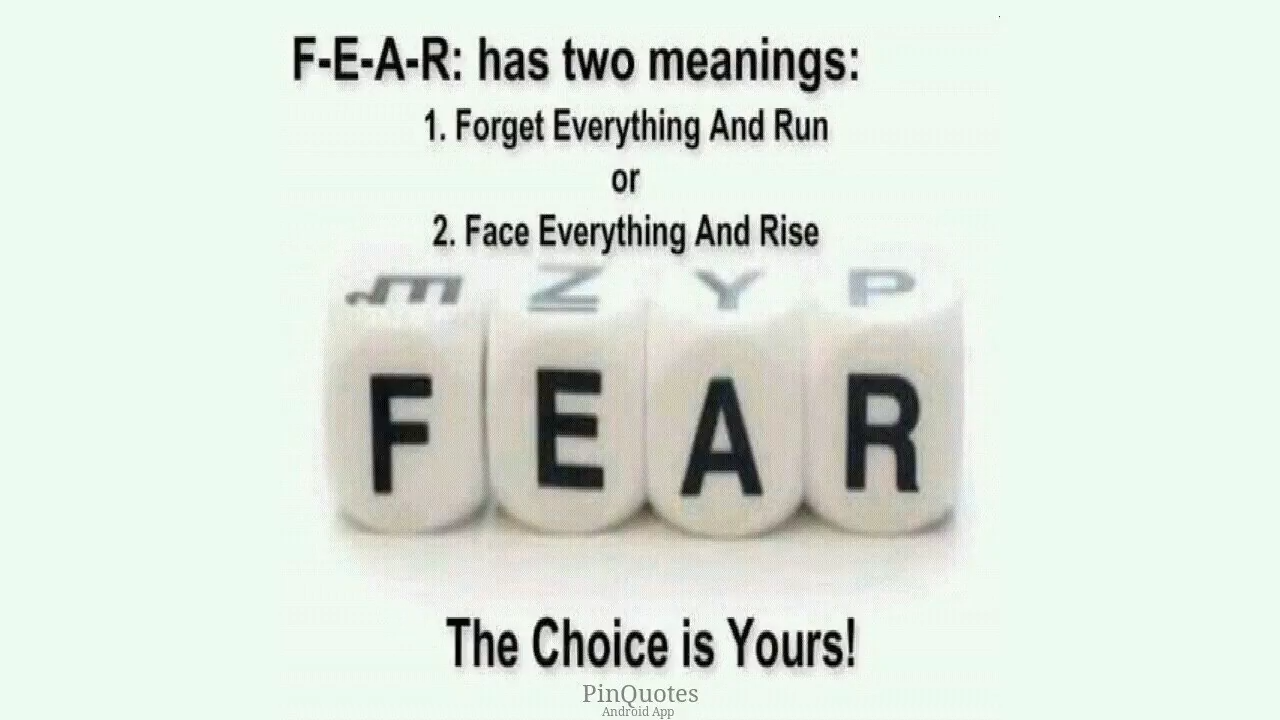 F-E-A-R: has two meanings:
1. Forget Everything And Run
or
2. Face Everything And Rise
Z Y P
F E A R
The Choice is Yours!
PinQuotes
Android App